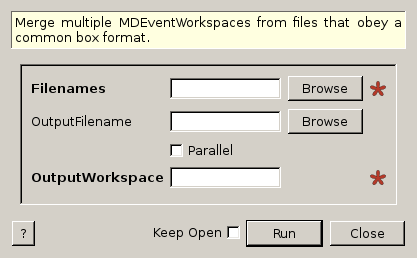 Merge multiple MDEventWorkspaces from files that obey a
common box format.
Filenames Browse *
OutputFilename Browse
Parallel
OutputWorkspace *
? Keep Open Run Close